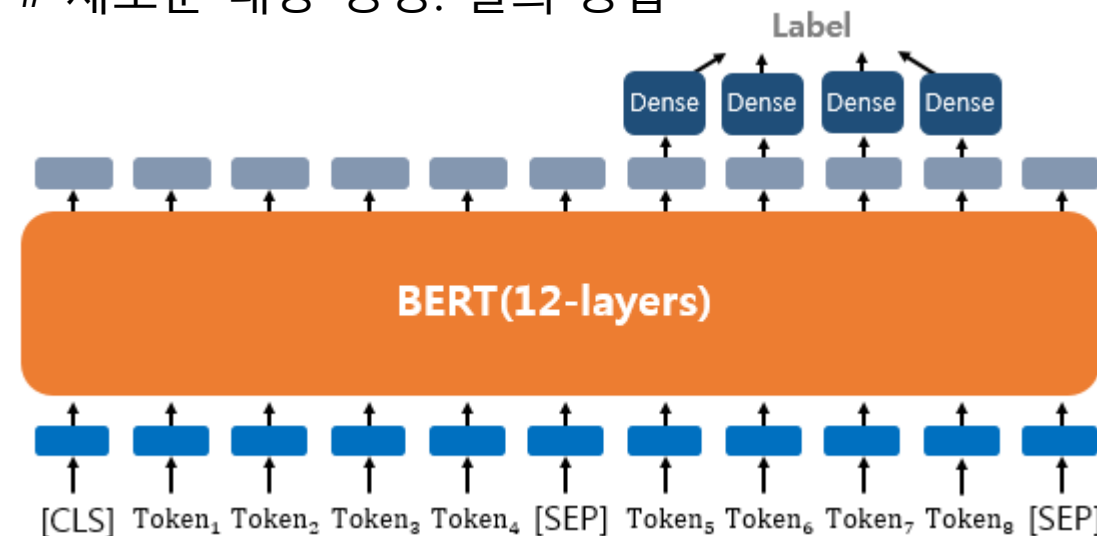 Label
Dense Dense Dense Dense
BERT(12-layers)
[CLS] Token₁ Token₂ Token₃ Token₄ [SEP] Token₅ Token₆ Token₇ Token₈ [SEP]